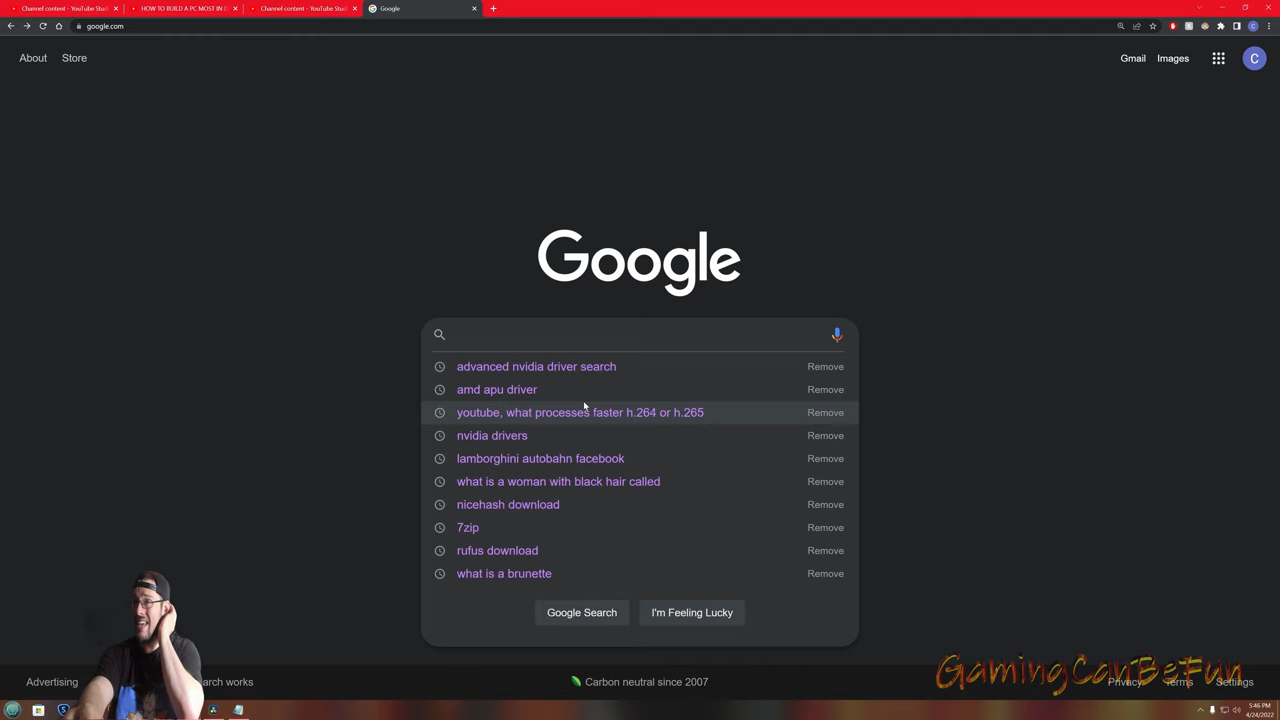 Channel content - YouTube Studi
HOW TO BUILD A PC MOST IN D
Channel content - YouTube Studi
Google
google.com
About Store
Gmail Images
C
Google
advanced nvidia driver search Remove
amd apu driver Remove
youtube, what processes faster h.264 or h.265 Remove
nvidia drivers Remove
lamborghini autobahn facebook Remove
what is a woman with black hair called Remove
nicehash download Remove
7zip Remove
rufus download Remove
what is a brunette Remove
Google Search I'm Feeling Lucky
GamingCanBeFun
Advertising arch works Carbon neutral since 2007 Privacy Terms Settings
5:46 PM
4/24/2022